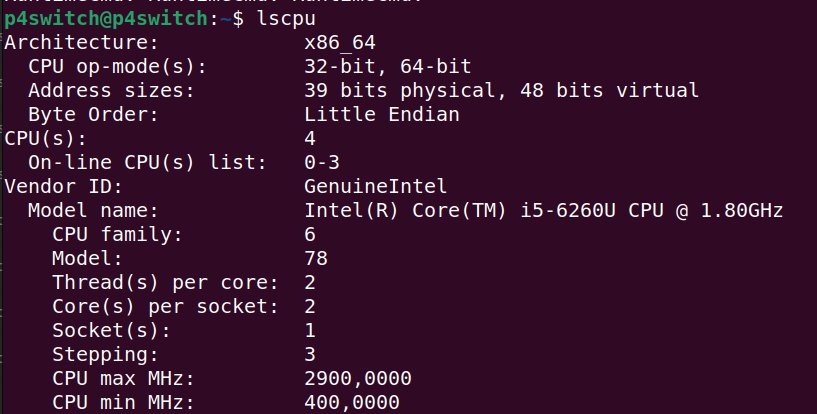 p4switch@p4switch:~$ lscpu
Architecture: x86_64
CPU op-mode(s): 32-bit, 64-bit
Address sizes: 39 bits physical, 48 bits virtual
Byte Order: Little Endian
CPU(s): 4
On-line CPU(s) list: 0-3
Vendor ID: GenuineIntel
Model name: Intel(R) Core(TM) i5-6260U CPU @ 1.80GHz
CPU family: 6
Model: 78
Thread(s) per core: 2
Core(s) per socket: 2
Socket(s): 1
Stepping: 3
CPU max MHz: 2900,0000
CPU min MHz: 400,0000